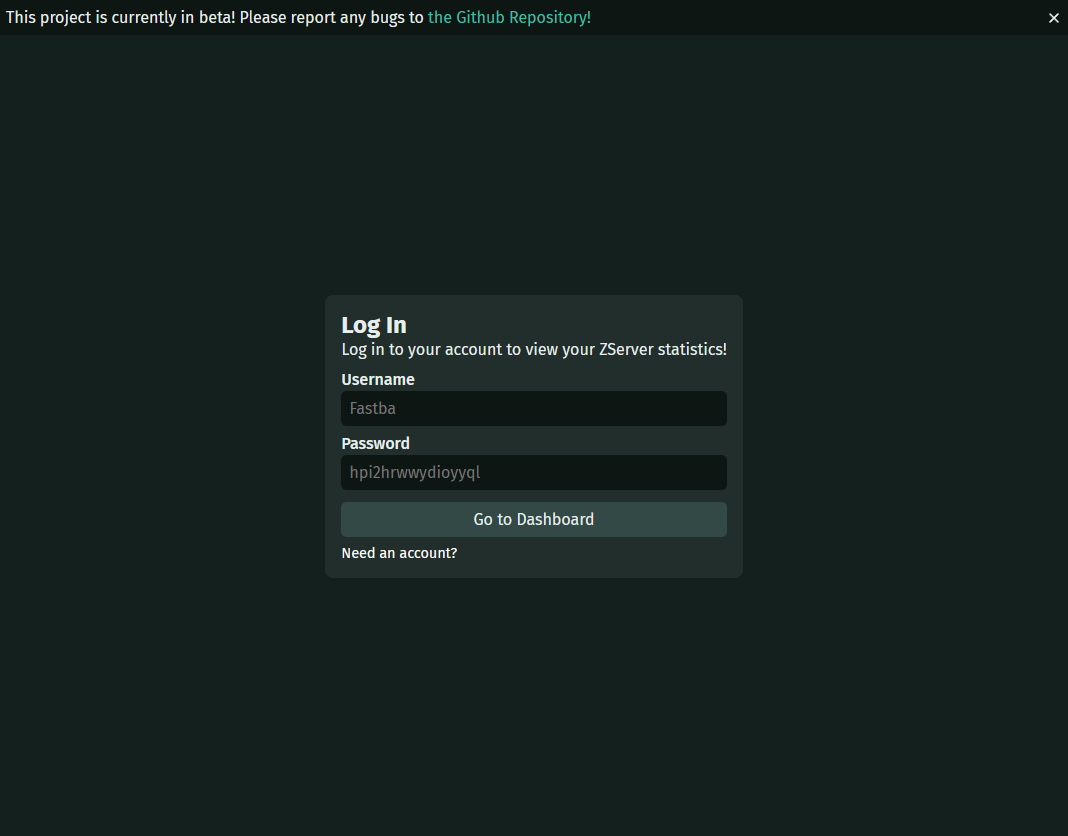 This project is currently in beta! Please report any bugs to the Github Repository! ✕
Log In
Log in to your account to view your ZServer statistics!
Username
Fastba
Password
hpi2hrwwydioyyql
Go to Dashboard
Need an account?